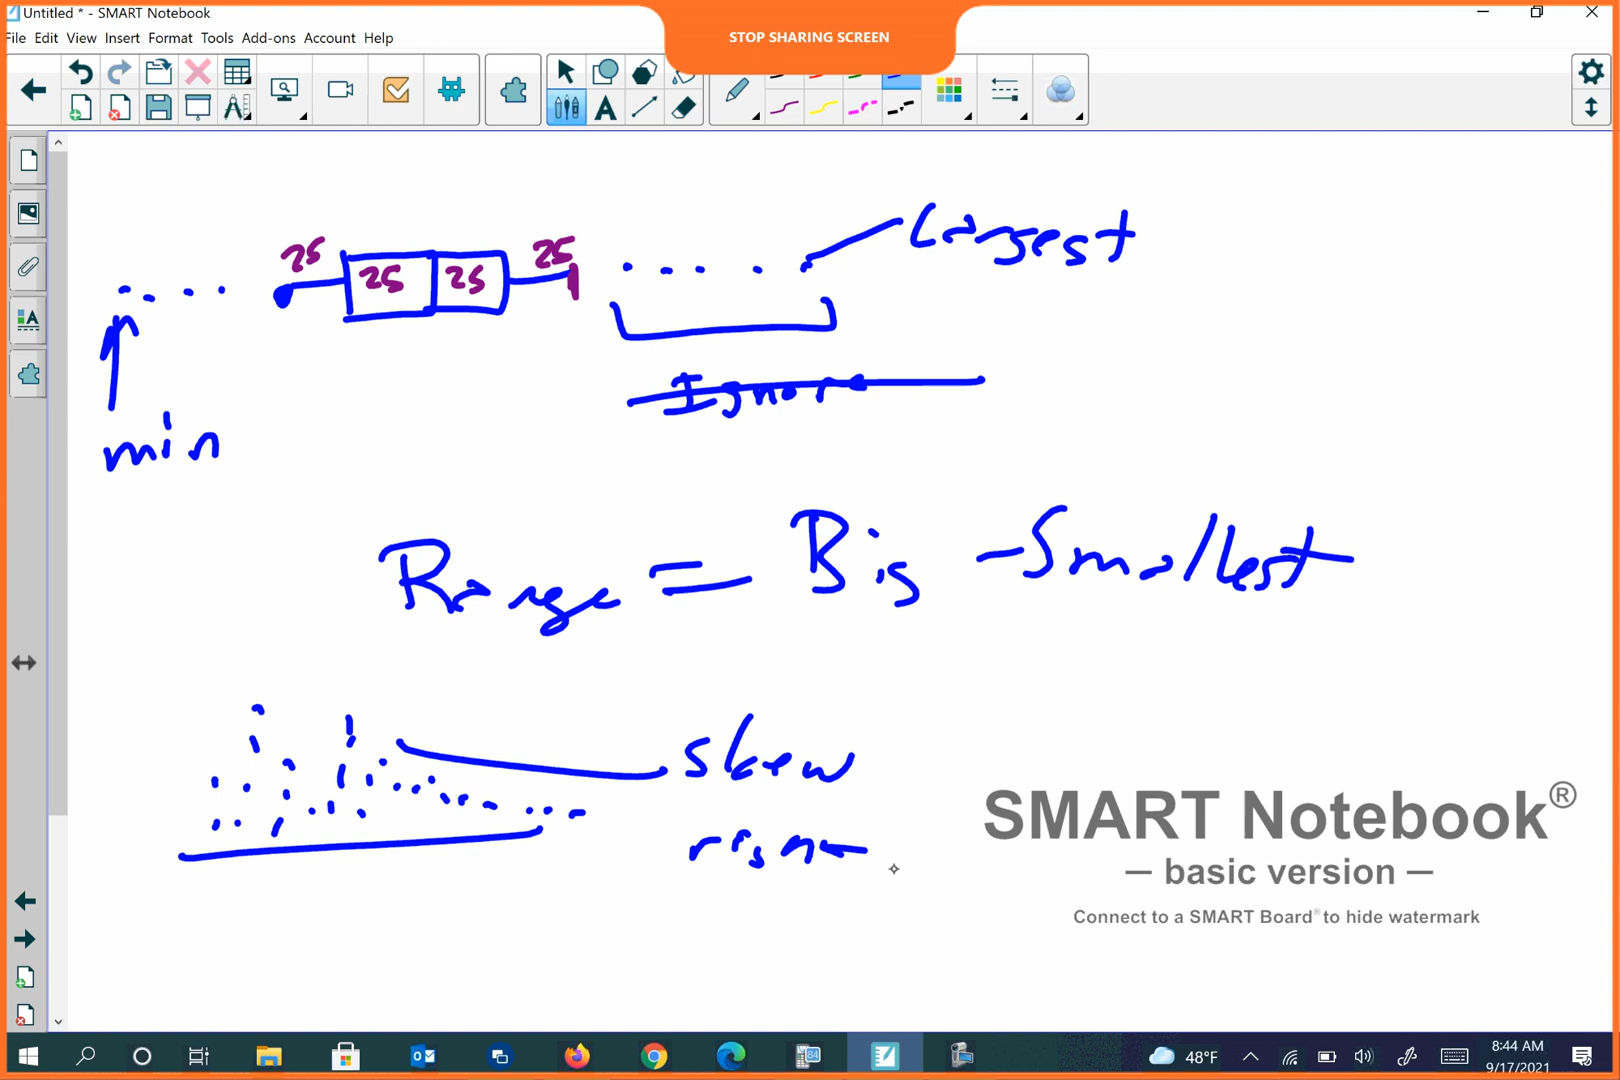 Untitled * - SMART Notebook
STOP SHARING SCREEN
File Edit View Insert Format Tools Add-ons Account Help
A
A
Largest
25 25
25 25
Ignore
min
Range = Big - Smallest
skew
right
SMART Notebook®
— basic version —
Connect to a SMART Board® to hide watermark
84
48°F
8:44 AM
9/17/2021